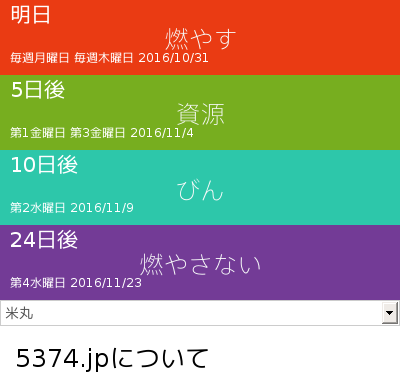 明日
燃やす
毎週月曜日 毎週木曜日 2016/10/31
5日後
資源
第1金曜日 第3金曜日 2016/11/4
10日後
びん
第2水曜日 2016/11/9
24日後
燃やさない
第4水曜日 2016/11/23
米丸
5374.jpについて